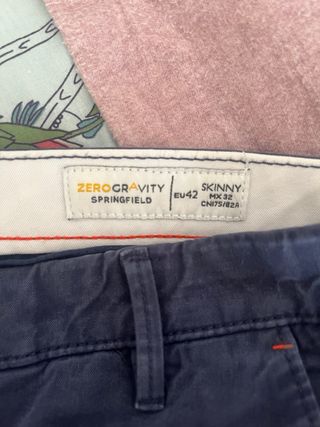 ZEROGRAVITY
SPRINGFIELD
EU42
SKINNY
MX 32
CN175/82A